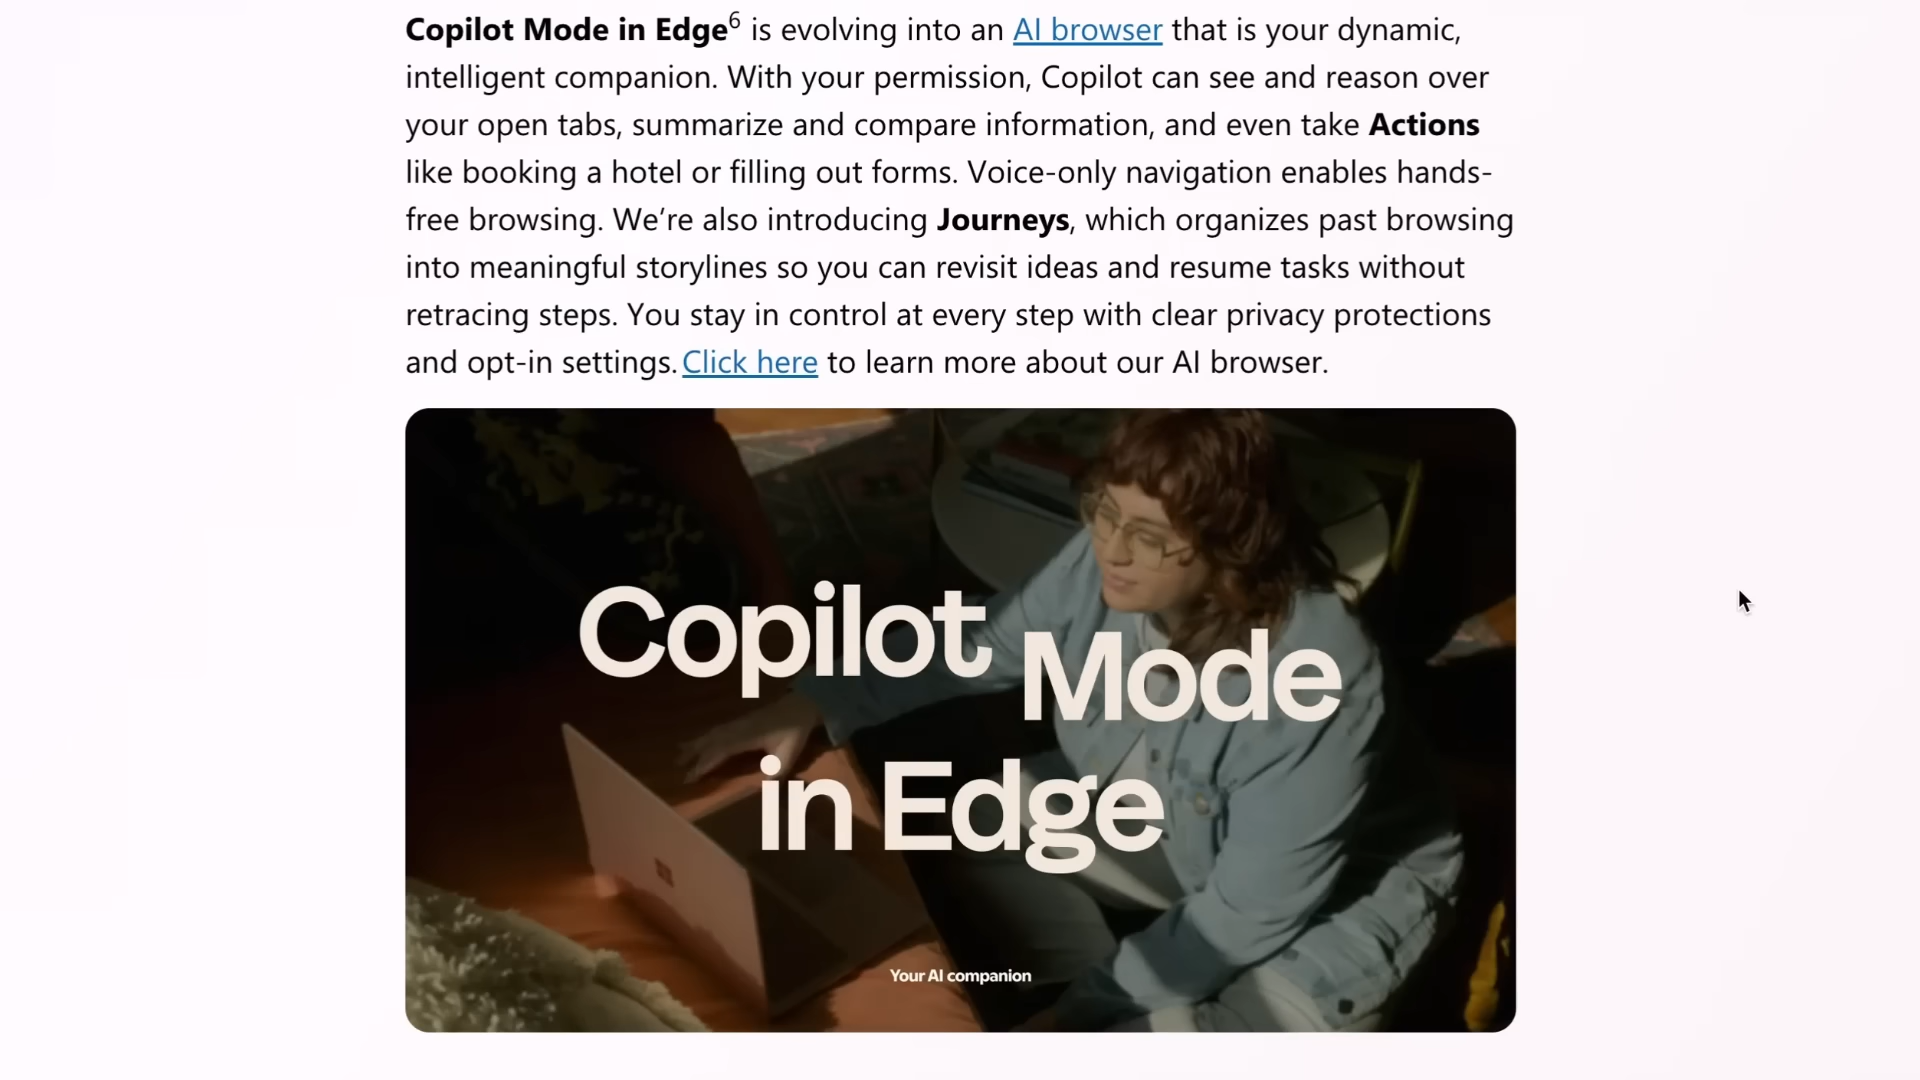 Copilot Mode in Edge6 is evolving into an AI browser that is your dynamic,
intelligent companion. With your permission, Copilot can see and reason over
your open tabs, summarize and compare information, and even take Actions
like booking a hotel or filling out forms. Voice-only navigation enables hands-
free browsing. We’re also introducing Journeys, which organizes past browsing
into meaningful storylines so you can revisit ideas and resume tasks without
retracing steps. You stay in control at every step with clear privacy protections
and opt-in settings. Click here to learn more about our AI browser.
Copilot Mode
in Edge
Your AI companion